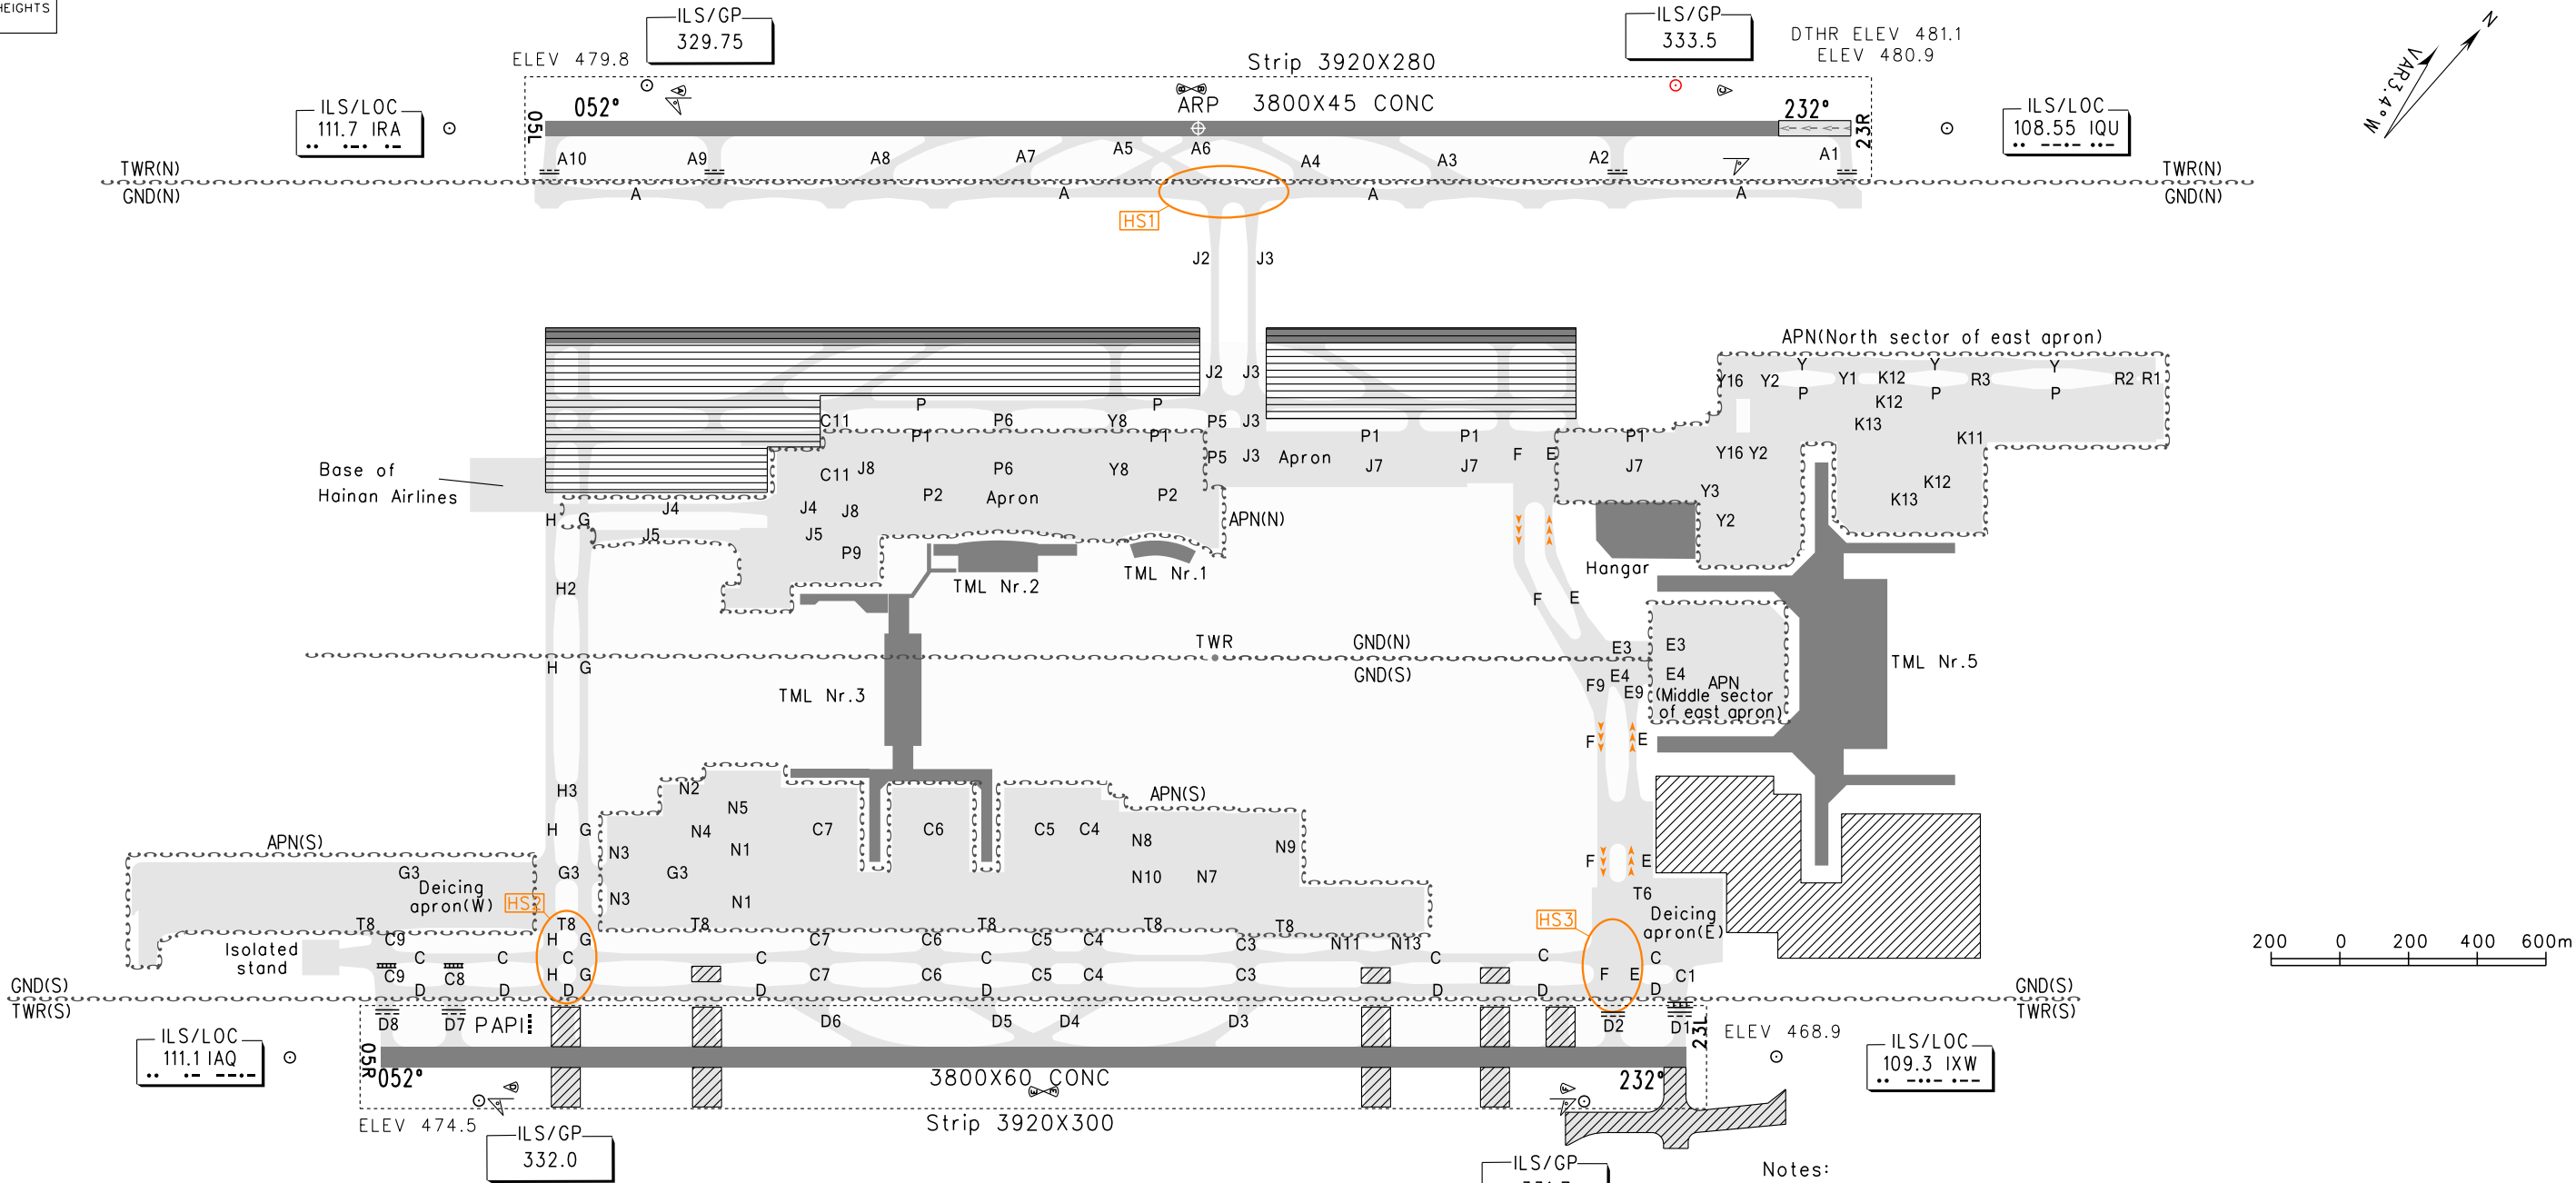 HEIGHTS
ILS/GP
329.75
ILS/GP
333.5
DTHR ELEV 481.1
ELEV 480.9
N
VAR3.4°W
ELEV 479.8
Strip 3920X280
ILS/LOC
111.7 IRA
05L
052°
ARP
3800X45 CONC
232°
23R
ILS/LOC
108.55 IQU
A10
A9
A8
A7
A5
A6
A4
A3
A2
A1
TWR(N)
GND(N)
TWR(N)
GND(N)
A
A
A
A
HS1
J2
J3
APN(North sector of east apron)
J2
J3
Y16
Y2
Y
Y1
K12
Y
R3
Y
R2
R1
P
P
P
K12
C11
P
P6
Y8
P
P5
J3
K13
P1
P1
P1
P1
P1
K11
Base of
Hainan Airlines
C11
J8
P6
Y8
P5
J3
Apron
J7
J7
F
E
J7
Y16
Y2
P2
Apron
P2
Y3
K12
K13
H
G
J4
J4
J8
APN(N)
Y2
J5
J5
P9
TML Nr.2
TML Nr.1
Hangar
H2
F
E
TWR
GND(N)
GND(S)
E3
E3
H
G
TML Nr.3
F9
E4
E9
E4
APN
(Middle sector
of east apron)
TML Nr.5
F
E
H3
N2
N5
APN(S)
APN(S)
H
G
N4
C7
C6
C5
C4
N8
N3
N1
N9
F
E
G3
G3
G3
N10
N7
Deicing
apron(W)
HS2
N3
N1
T6
HS3
Deicing
apron(E)
T8
T8
T8
T8
T8
T8
Isolated
stand
C9
H
G
C7
C6
C5
C4
C3
N11
N13
C
C
C
C
C
C
C
C
C9
C8
H
G
C7
C6
C5
C4
C3
F
E
C1
D
D
D
D
D
D
D
D
200
0
200
400
600m
GND(S)
TWR(S)
GND(S)
TWR(S)
D8
D7
PAPI
D6
D5
D4
D3
D2
D1
23L
ELEV 468.9
ILS/LOC
111.1 IAQ
05R
052°
3800X60 CONC
232°
ILS/LOC
109.3 IXW
ELEV 474.5
Strip 3920X300
ILS/GP
332.0
ILS/GP
Notes: